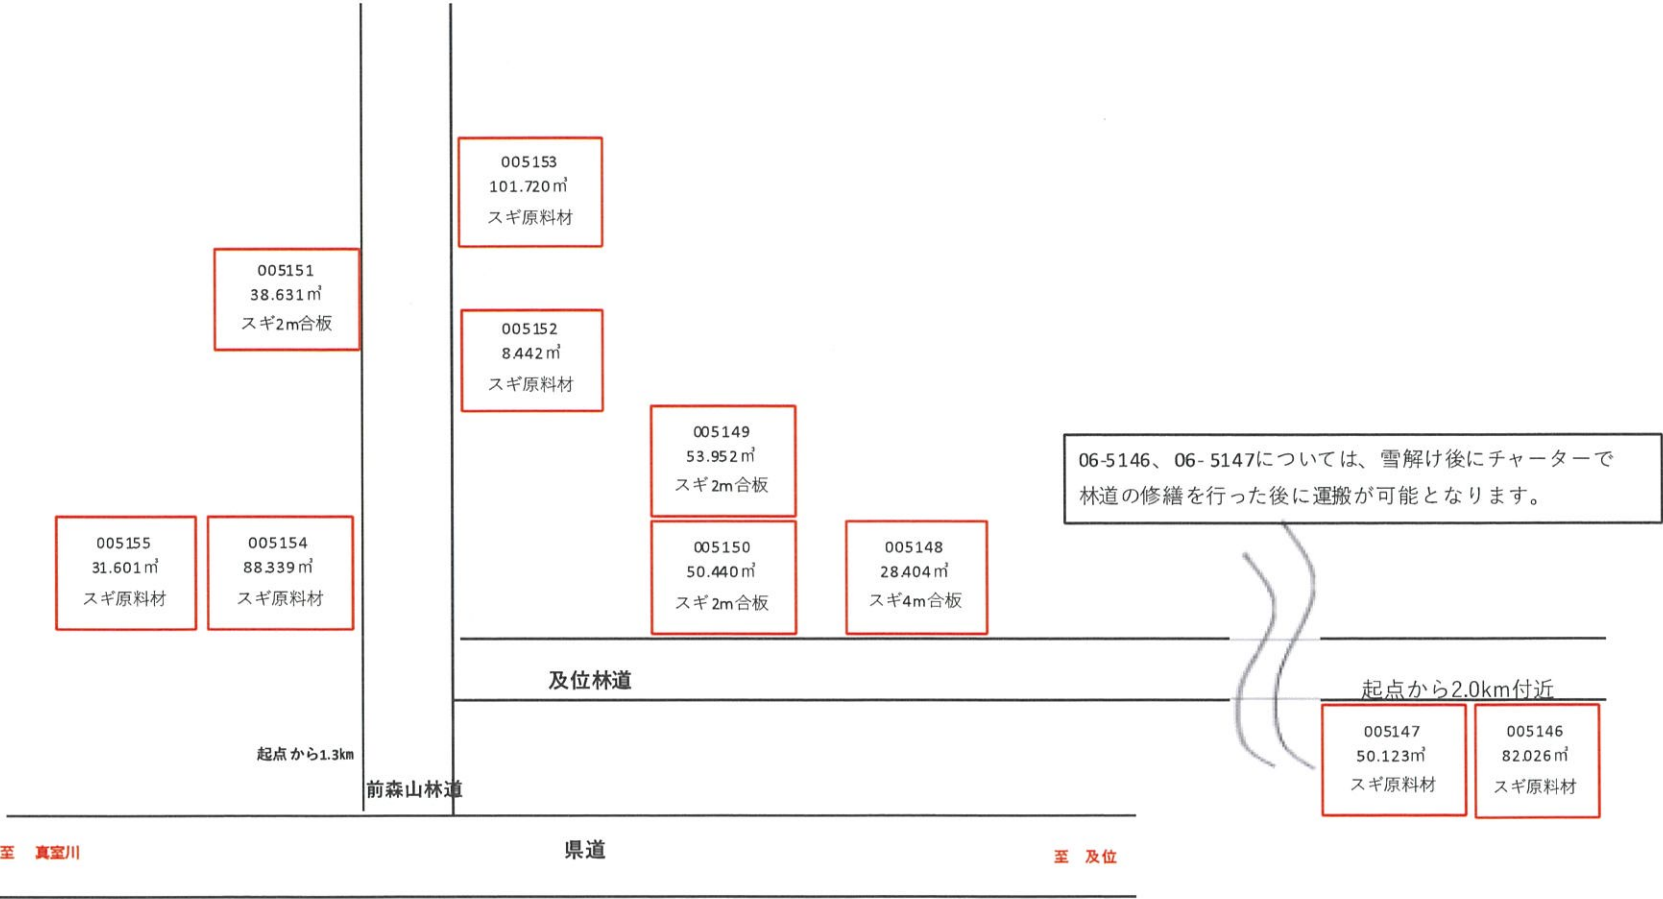 005153
101.720㎥
スギ原料材
005151
38.631㎥
スギ2m合板
005152
8.442㎥
スギ原料材
005149
53.952㎥
スギ2m合板
06-5146、06- 5147については、雪解け後にチャーターで
林道の修繕を行った後に運搬が可能となります。
005155
31.601㎥
スギ原料材
005154
88.339㎥
スギ原料材
005150
50.440㎥
スギ2m合板
005148
28.404㎥
スギ4m合板
及位林道
起点から2.0km付近
005147
50.123㎥
スギ原料材
005146
82.026㎥
スギ原料材
起点から1.3㎞
前森山林道
至 真室川
県道
至 及位